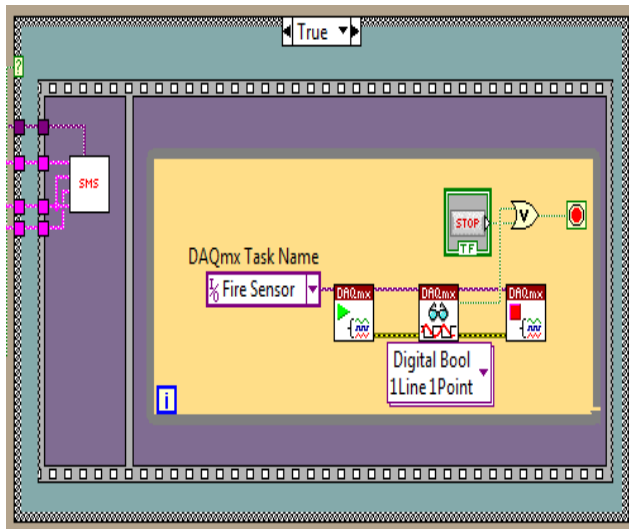 True
?
SMS
STOP
V
TF
DAQmx Task Name
I/O Fire Sensor
DAQmx
DAQmx
DAQmx
Digital Bool
1Line 1Point
i